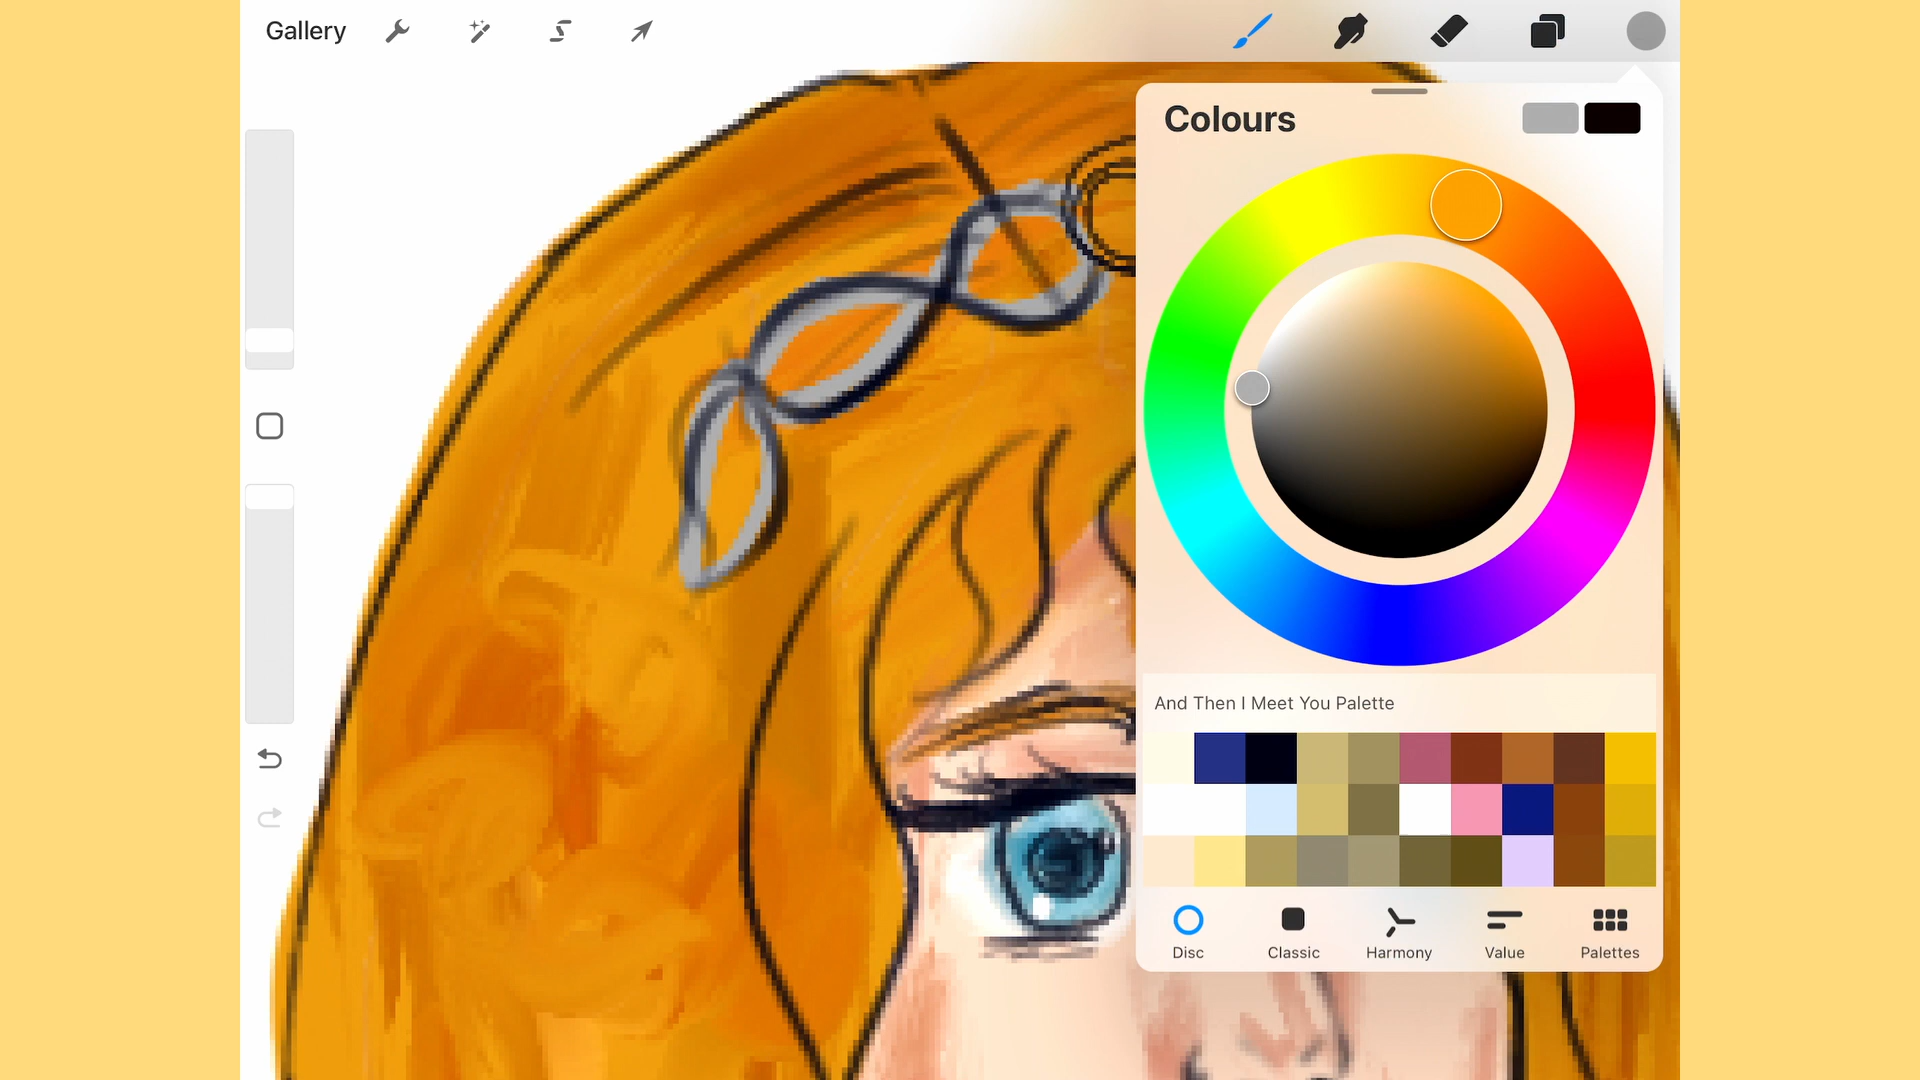 Gallery
Colours
And Then I Meet You Palette
Disc
Classic
Harmony
Value
Palettes